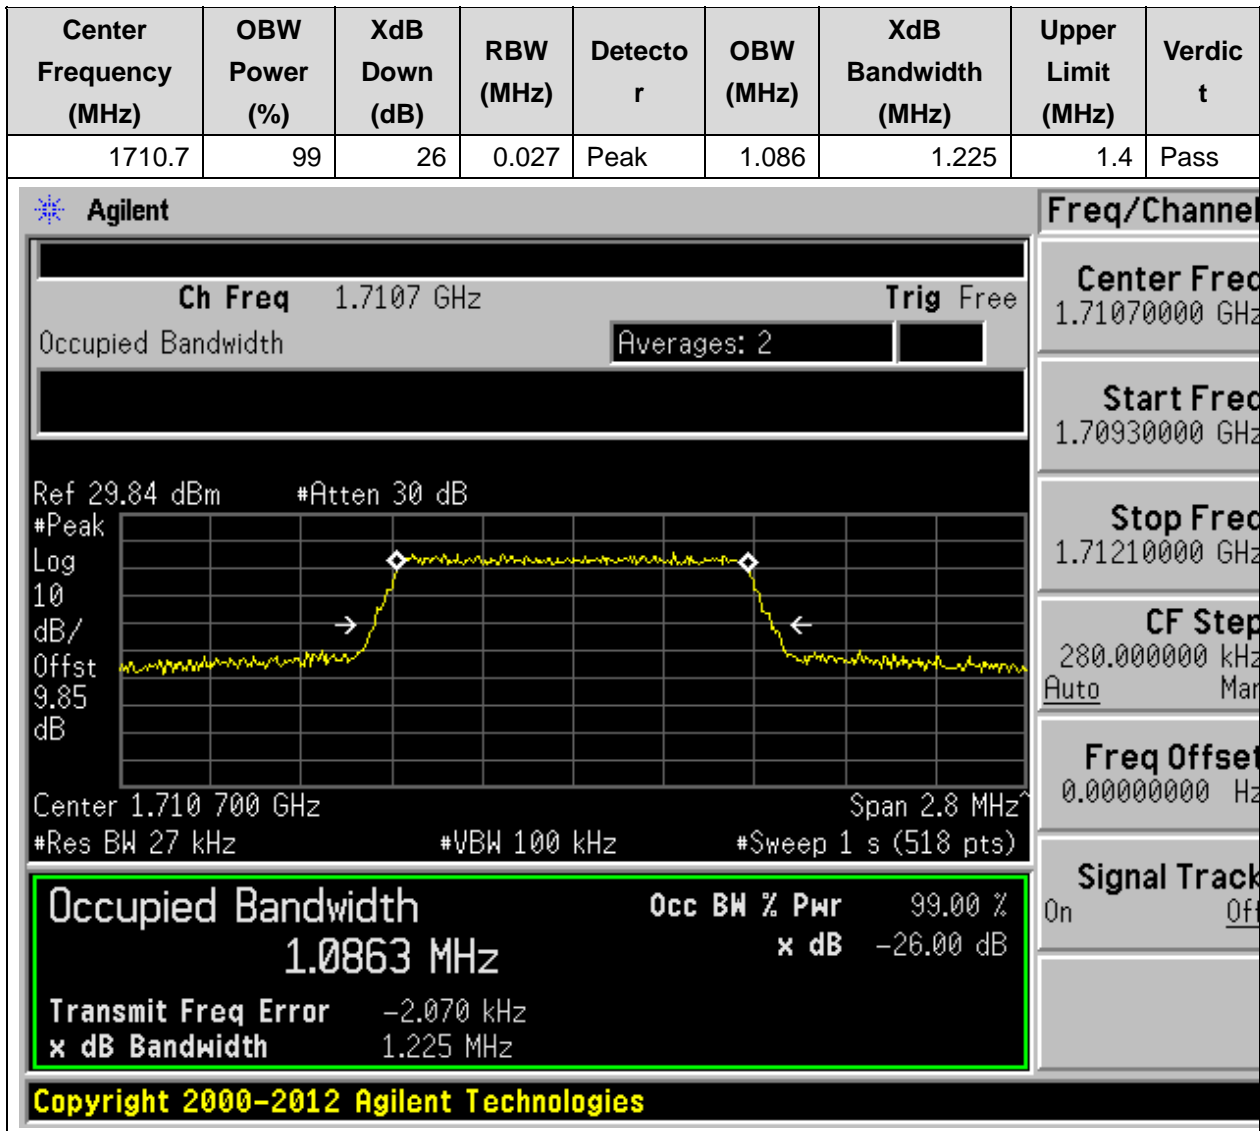 Center Frequency (MHz) OBW Power (%) XdB Down (dB) RBW (MHz) Detecto r OBW (MHz) XdB Bandwidth (MHz) Upper Limit (MHz) Verdic t
1710.7 99 26 0.027 Peak 1.086 1.225 1.4 Pass
Agilent
Freq/Channel
Ch Freq 1.7107 GHz Trig Free
Occupied Bandwidth Averages: 2
Center Freq
1.71070000 GHz
Start Freq
1.70930000 GHz
Stop Freq
1.71210000 GHz
CF Step
280.000000 kHz
Auto Man
Freq Offset
0.00000000 Hz
Signal Track
On Off
Ref 29.84 dBm #Atten 30 dB
#Peak
Log
10
dB/
Offst
9.85
dB
Center 1.710 700 GHz Span 2.8 MHz^
#Res BW 27 kHz #VBW 100 kHz #Sweep 1 s (518 pts)
Occupied Bandwidth Occ BW % Pwr 99.00 %
1.0863 MHz x dB -26.00 dB
Transmit Freq Error -2.070 kHz
x dB Bandwidth 1.225 MHz
Copyright 2000-2012 Agilent Technologies